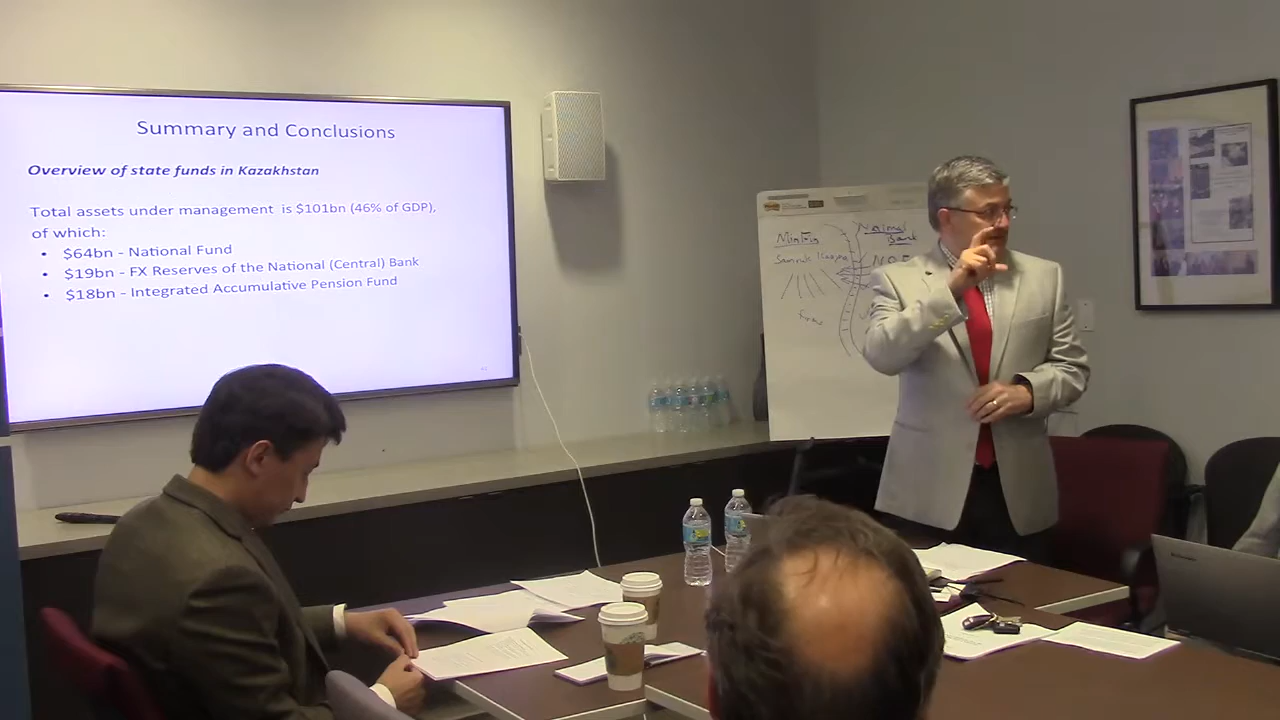 Summary and Conclusions
Overview of state funds in Kazakhstan
Total assets under management is $101bn (46% of GDP),
of which:
• $64bn - National Fund
• $19bn - FX Reserves of the National (Central) Bank
• $18bn - Integrated Accumulative Pension Fund
National
Bank